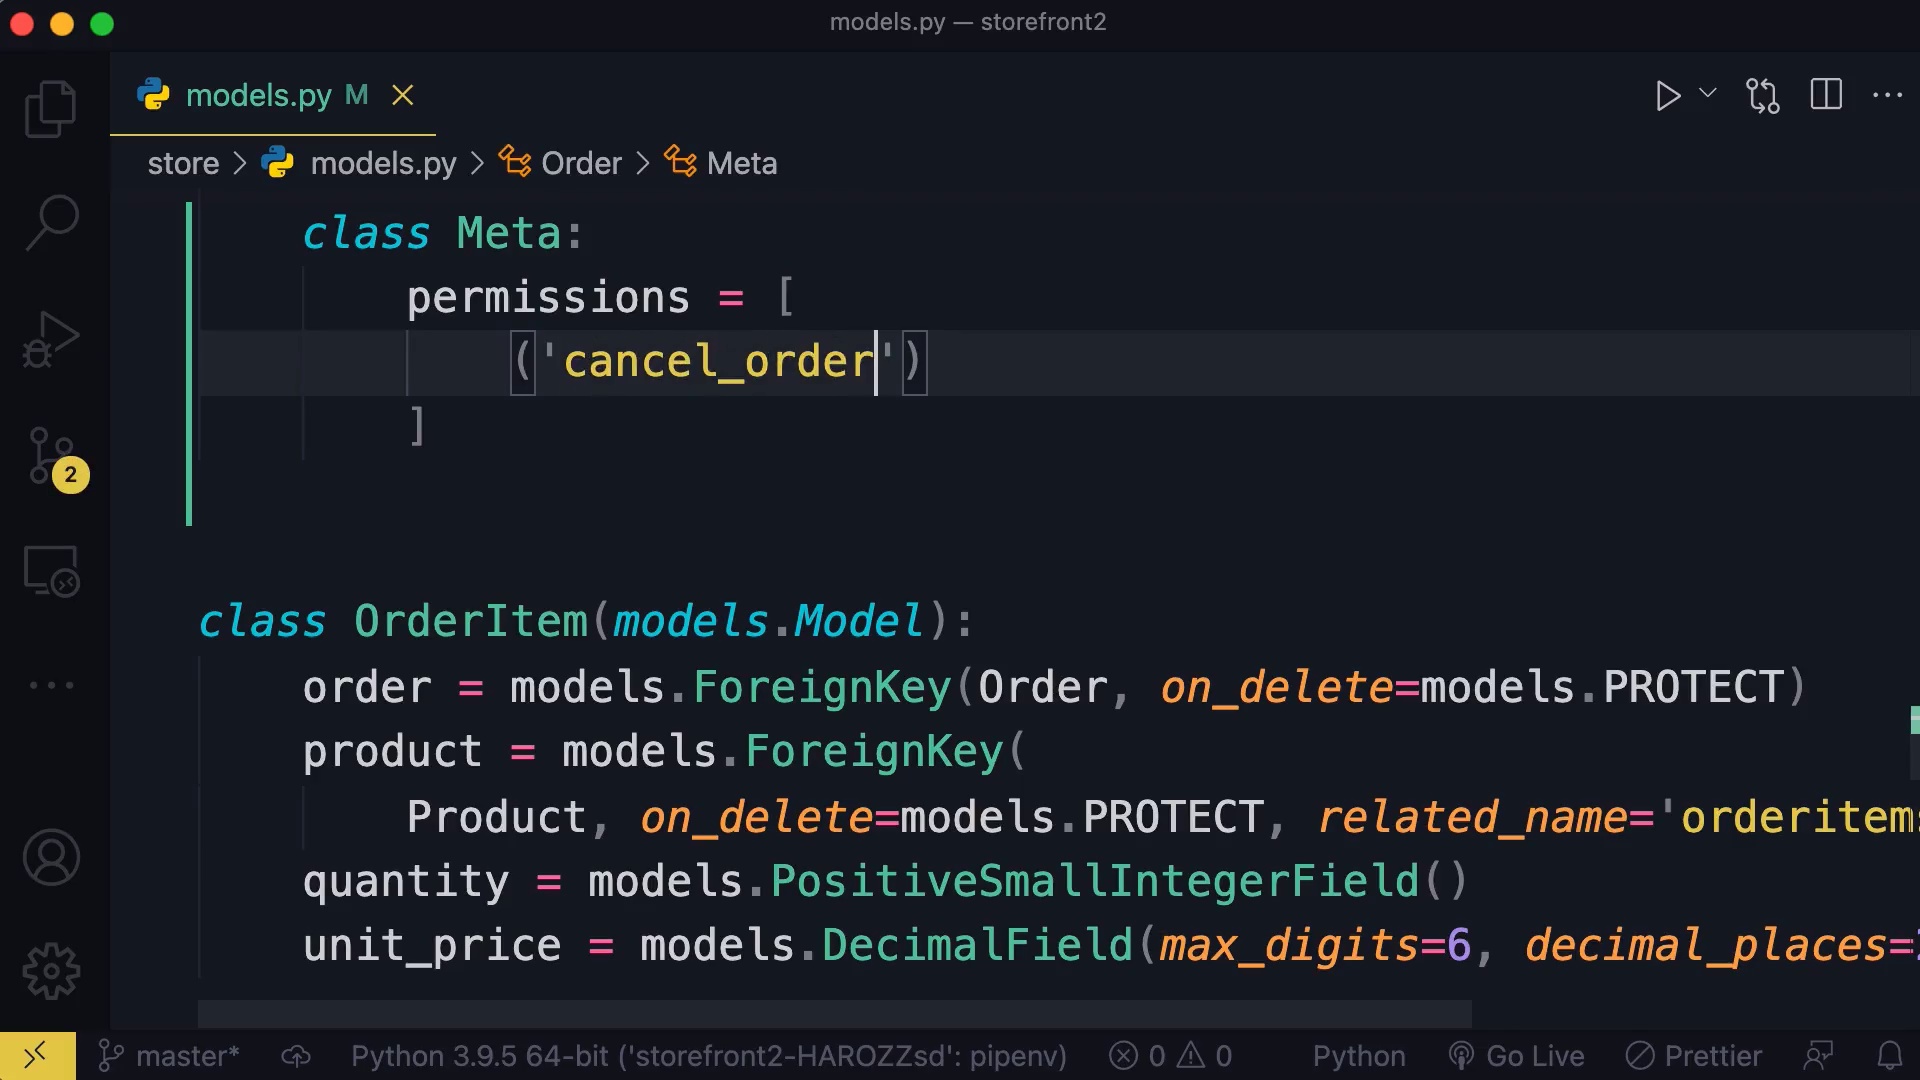 models.py — storefront2
models.py M
store > models.py > Order > Meta
class Meta:
permissions = [
('cancel_order')
]
class OrderItem(models.Model):
order = models.ForeignKey(Order, on_delete=models.PROTECT)
product = models.ForeignKey(
Product, on_delete=models.PROTECT, related_name='orderitem
quantity = models.PositiveSmallIntegerField()
unit_price = models.DecimalField(max_digits=6, decimal_places=
2
master* Python 3.9.5 64-bit ('storefront2-HAROZZsd': pipenv) 0 0 Python Go Live Prettier